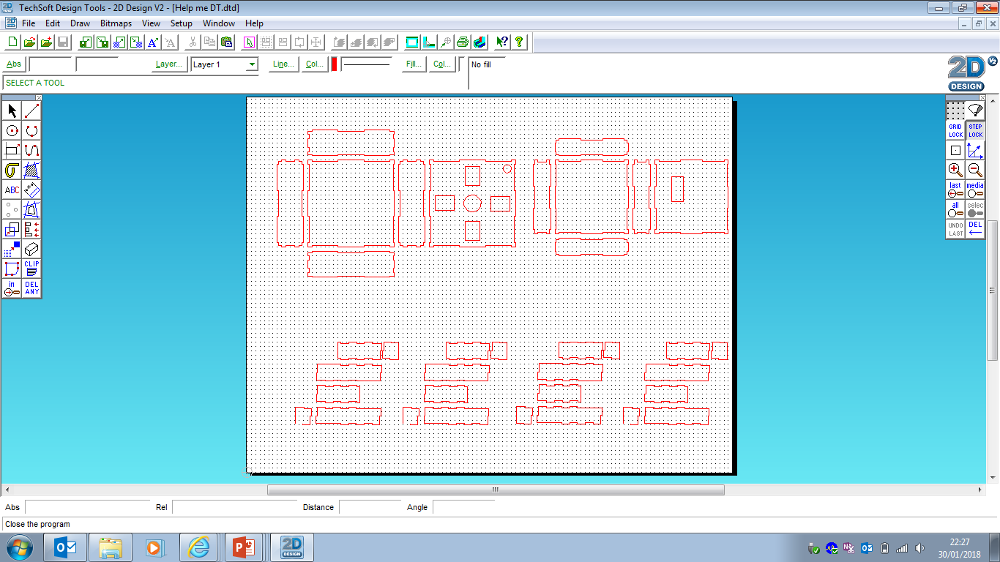 TechSoft Design Tools - 2D Design V2 - [Help me DT.dtd]
File Edit Draw Bitmaps View Setup Window Help
Abs Layer... Layer 1 Line... Col... Fill... Col... No fill
2D V2
DESIGN
SELECT A TOOL
GRID LOCK STEP LOCK
ABC
last media
all selec
UNDO LAST DEL
CLIP
in DEL ANY
Abs Rel Distance Angle
Close the program
2D DESIGN
22:27
30/01/2018